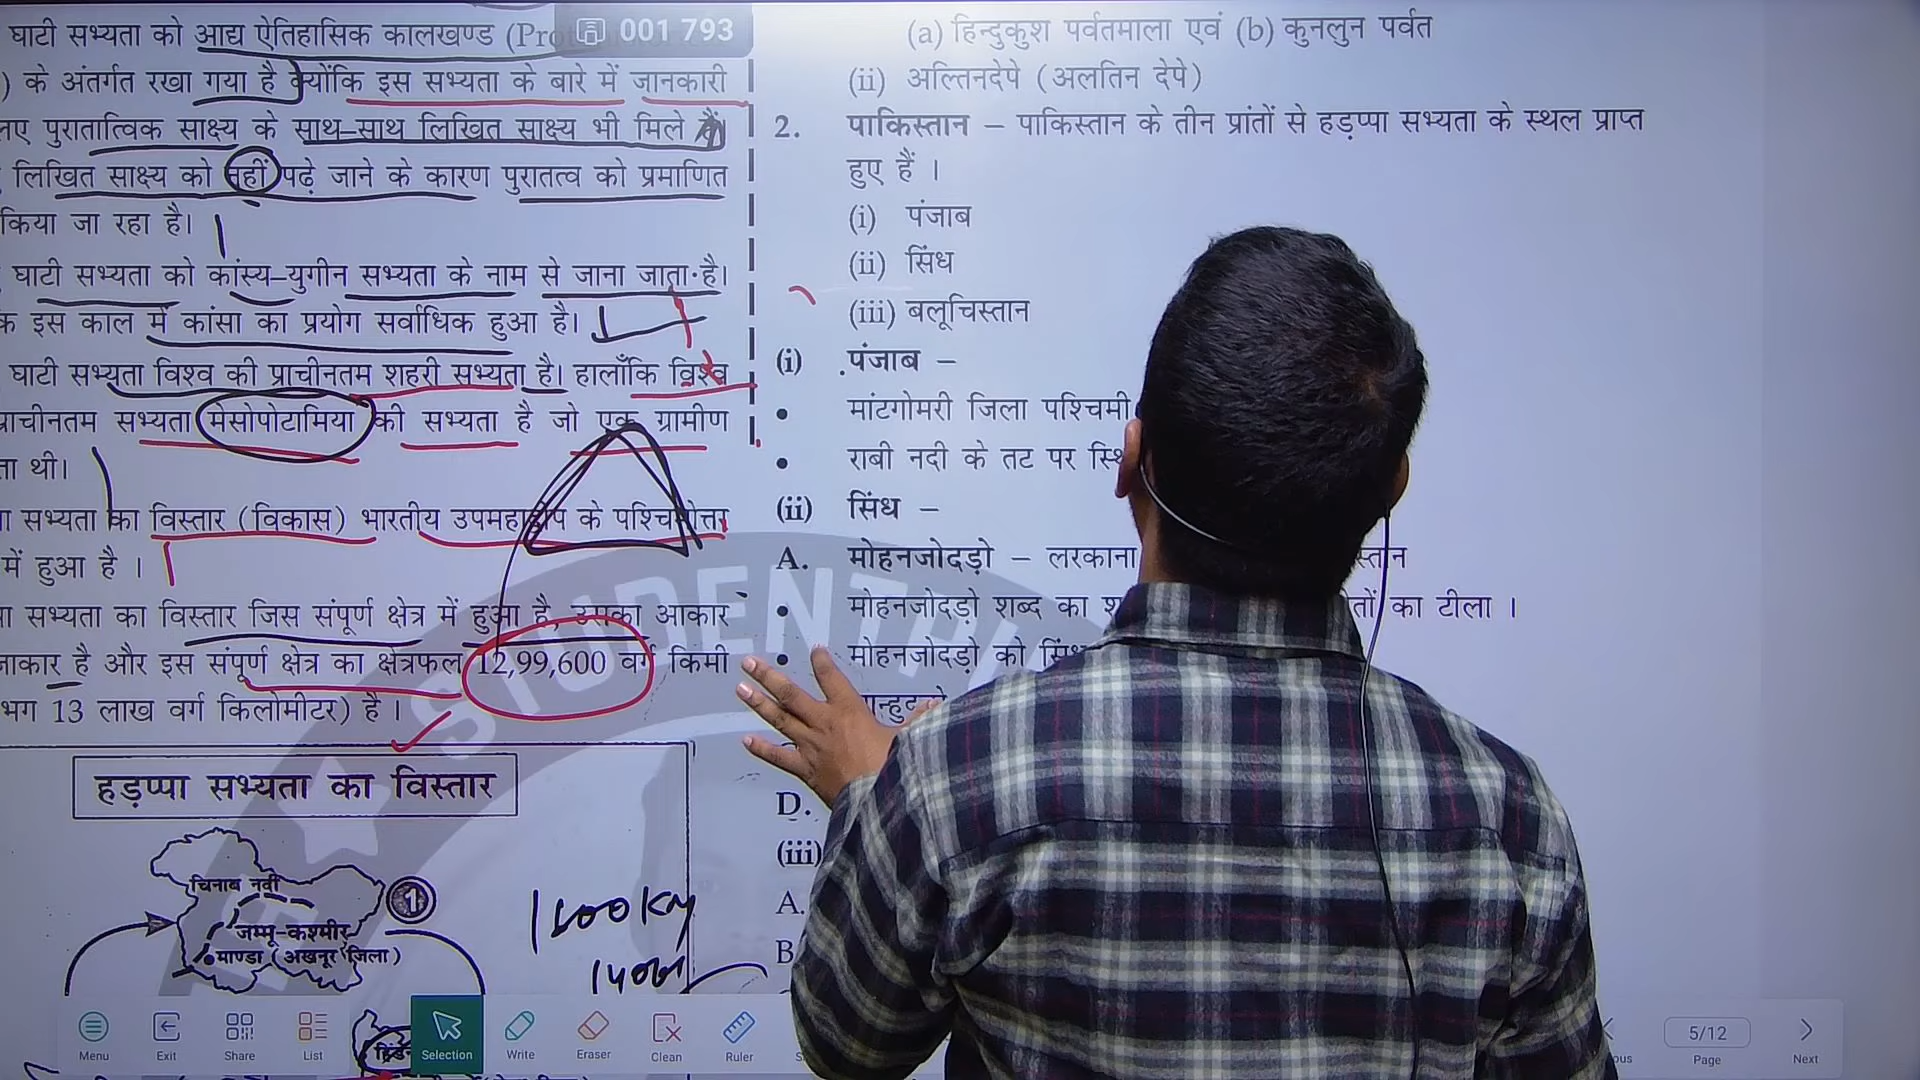 001 793
घाटी सभ्यता को आद्य ऐतिहासिक कालखण्ड (Pro
) के अंतर्गत रखा गया है क्योंकि इस सभ्यता के बारे में जानकारी
लिए पुरातात्विक साक्ष्य के साथ–साथ लिखित साक्ष्य भी मिले
लिखित साक्ष्य को नहीं पढ़े जाने के कारण पुरातत्व को प्रमाणित
किया जा रहा है।
घाटी सभ्यता को कांस्य–युगीन सभ्यता के नाम से जाना जाता है।
इस काल में कांसा का प्रयोग सर्वाधिक हुआ है।
घाटी सभ्यता विश्व की प्राचीनतम शहरी सभ्यता है। हालाँकि विश्व
प्राचीनतम सभ्यता मेसोपोटामिया की सभ्यता है जो एक ग्रामीण
थी।
सभ्यता का विस्तार (विकास) भारतीय उपमहाद्वीप के पश्चिमोत्तर
में हुआ है ।
सभ्यता का विस्तार जिस संपूर्ण क्षेत्र में हुआ है, उसका आकार
है और इस संपूर्ण क्षेत्र का क्षेत्रफल 12,99,600 वर्ग किमी
13 लाख वर्ग किलोमीटर) है ।
हड़प्पा सभ्यता का विस्तार
चिनाब नदी
1
जम्मू-कश्मीर
माण्डा ( अखनूर जिला )
(a) हिन्दुकुश पर्वतमाला एवं (b) कुनलुन पर्वत
(ii) अल्तिनदेपे (अलतिन देपे)
2. पाकिस्तान – पाकिस्तान के तीन प्रांतों से हड़प्पा सभ्यता के स्थल प्राप्त
हुए हैं ।
(i) पंजाब
(ii) सिंध
(iii) बलूचिस्तान
(i) पंजाब –
• मांटगोमरी जिला पश्चिमी
• राबी नदी के तट पर
(ii) सिंध –
A. मोहनजोदड़ो – लरकाना
• मोहनजोदड़ो शब्द का का टीला ।
• मोहनजोदड़ो को
D.
(iii)
A.
B
STUDENT
Menu Exit Share List Selection Write Eraser Clean Ruler
5/12
Page
Next